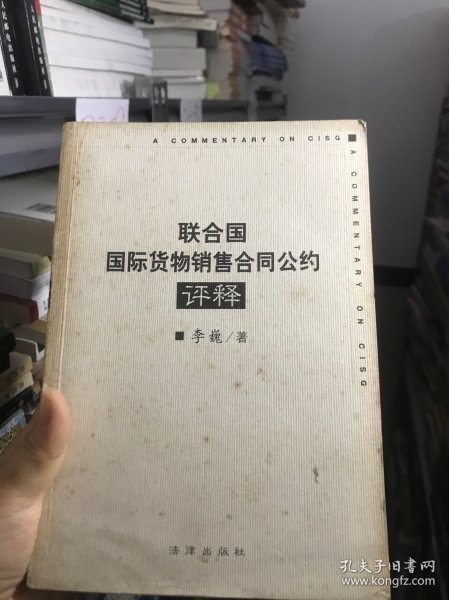 A COMMENTARY ON CISG
A COMMENTARY ON CISG
联合国
国际货物销售合同公约
评释
李巍/著
法律出版社
孔夫子旧书网
www.kongfz.com